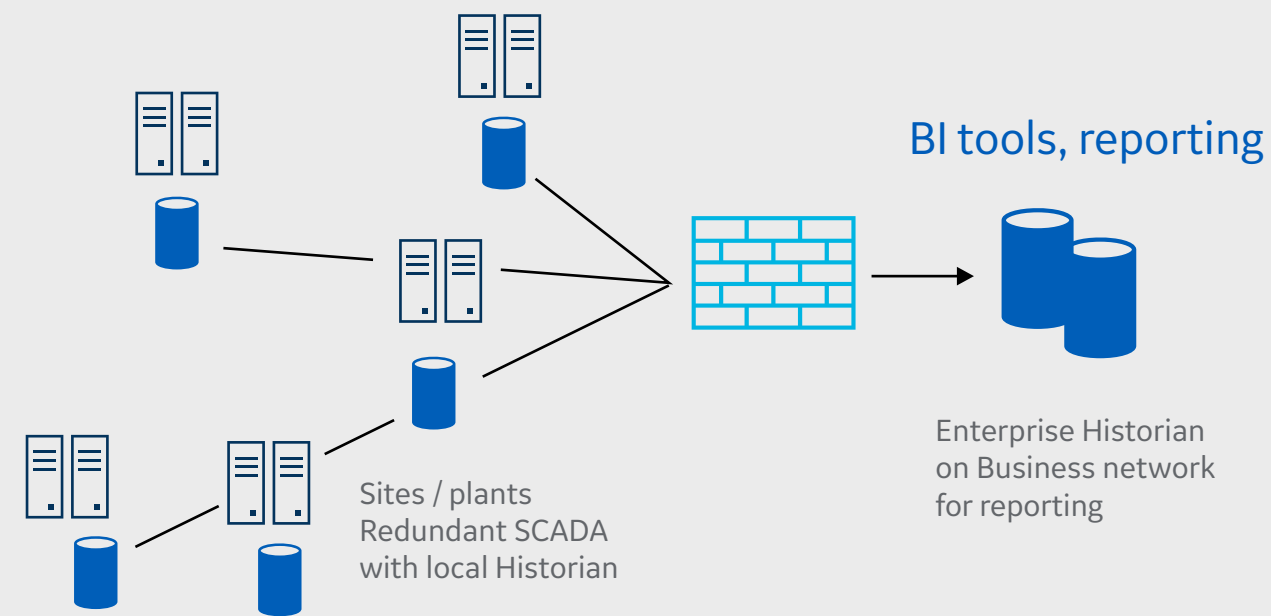 BI tools, reporting
Sites / plants
Redundant SCADA
with local Historian
Enterprise Historian
on Business network
for reporting